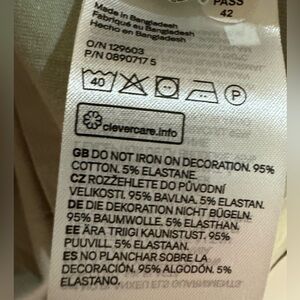 PASS
42
Made in Bangladesh
Fabriqué au Bangladesh
Hecho en Bangladesh
O/N 129603
P/N 0890717 5
40
P
clevercare.info
GB DO NOT IRON ON DECORATION. 95%
COTTON. 5% ELASTANE.
CZ ROZŽEHLETE DO PŮVODNÍ
VELIKOSTI. 95% BAVLNA. 5% ELASTAN.
DE DIE DEKORATION NICHT BÜGELN.
95% BAUMWOLLE. 5% ELASTHAN.
EE ÄRA TRIIGI KAUNISTUST. 95%
PUUVILL. 5% ELASTAAN.
ES NO PLANCHAR SOBRE LA
DECORACIÓN. 95% ALGODÓN. 5%
ELASTANO.